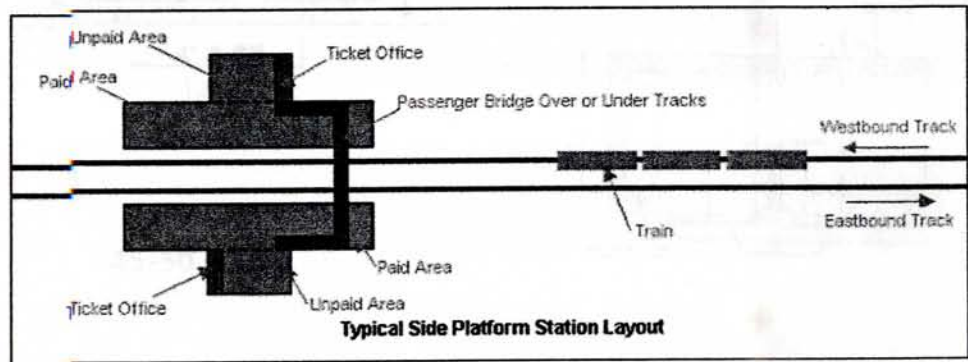 Unpaid Area
Ticket Office
Paid Area
Passenger Bridge Over or Under Tracks
Westbound Track
Eastbound Track
Train
Paid Area
Ticket Office
Unpaid Area
Typical Side Platform Station Layout